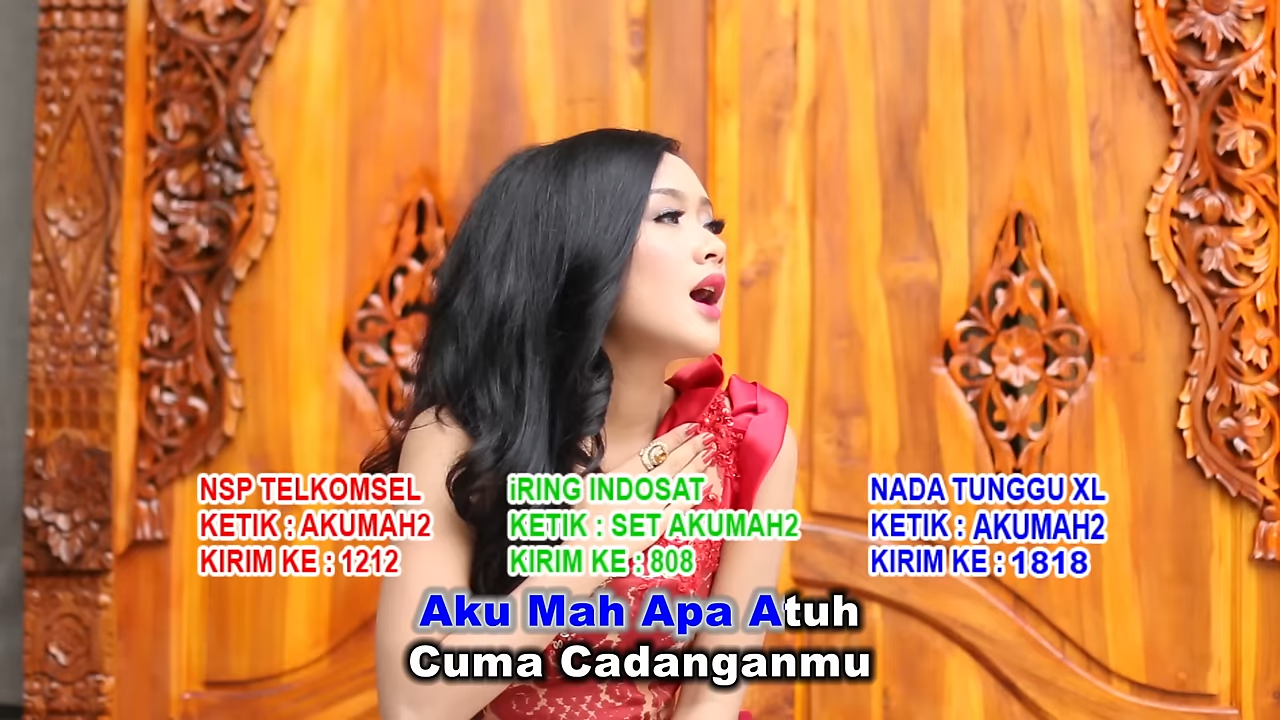 NSP TELKOMSEL
KETIK : AKUMAH2
KIRIM KE : 1212
iRING INDOSAT
KETIK : SET AKUMAH2
KIRIM KE : 808
NADA TUNGGU XL
KETIK : AKUMAH2
KIRIM KE : 1818
Aku Mah Apa Atuh
Cuma Cadanganmu